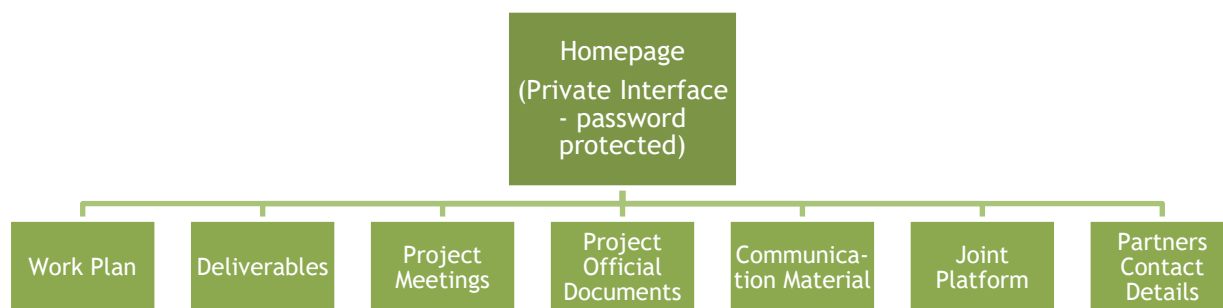 Homepage
(Private Interface
- password
protected)
Work Plan
Deliverables
Project
Meetings
Project
Official
Documents
Communica-
tion Material
Joint
Platform
Partners
Contact
Details